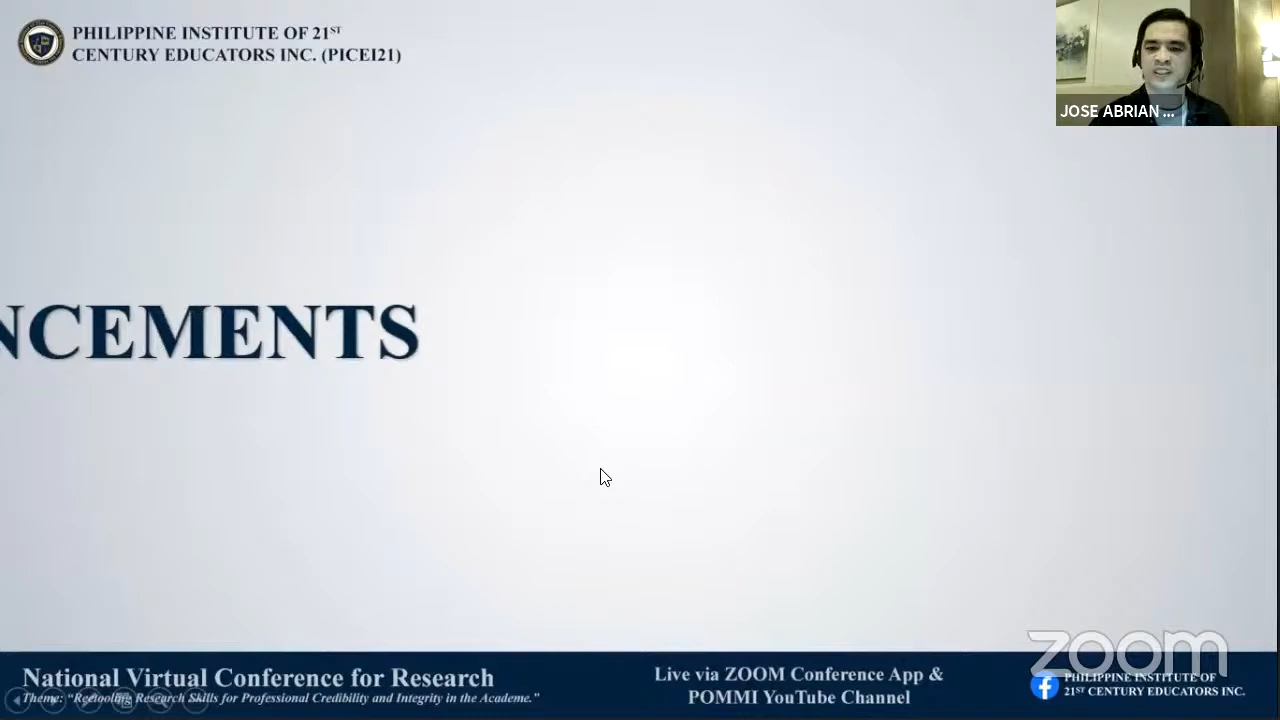 PHILIPPINE INSTITUTE OF 21ST
CENTURY EDUCATORS INC. (PICEI21)
JOSE ABRIAN ...
NCEMENTS
National Virtual Conference for Research
Theme: “Retooling Research Skills for Professional Credibility and Integrity in the Academe.”
Live via ZOOM Conference App &
POMMI YouTube Channel
zoom
PHILIPPINE INSTITUTE OF
21ST CENTURY EDUCATORS INC.